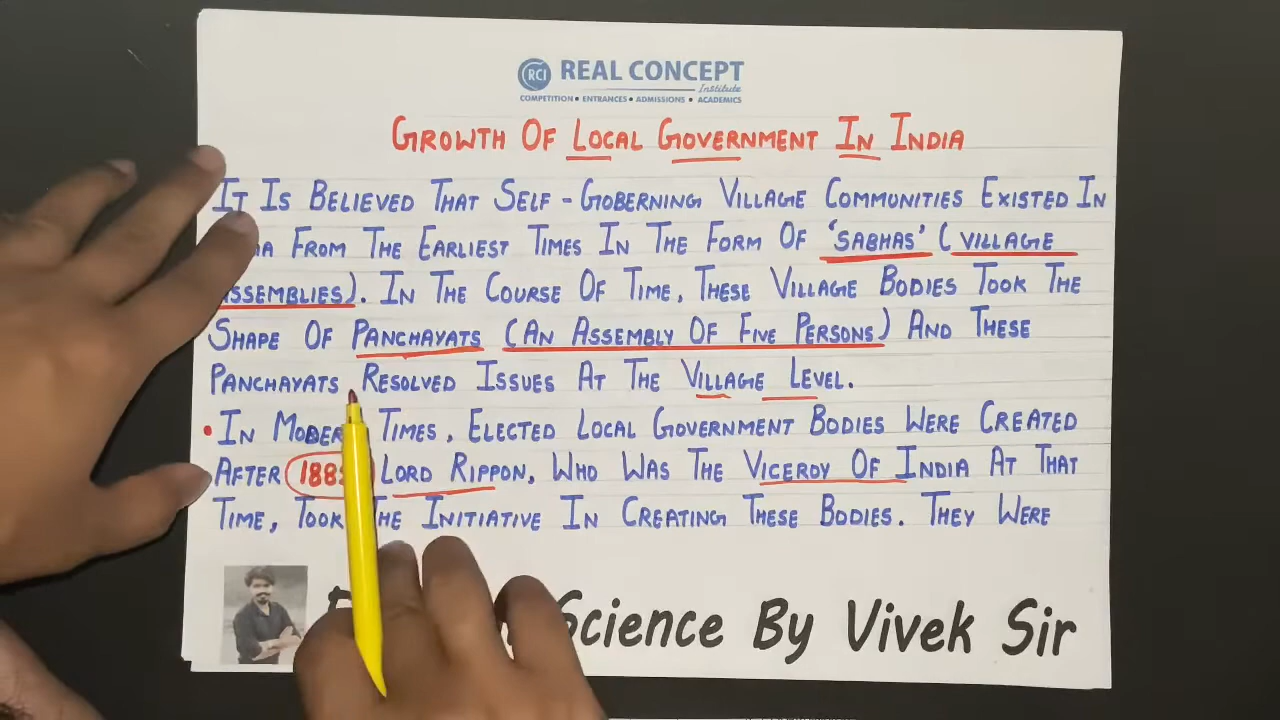 RCI REAL CONCEPT
Institute
COMPETITION • ENTRANCES • ADMISSIONS • ACADEMICS
GROWTH OF LOCAL GOVERNMENT IN INDIA
IT IS BELIEVED THAT SELF - GOBERNING VILLAGE COMMUNITIES EXISTED IN
FROM THE EARLIEST TIMES IN THE FORM OF 'SABHAS' (VILLAGE
ASSEMBLIES). IN THE COURSE OF TIME, THESE VILLAGE BODIES TOOK THE
SHAPE OF PANCHAYATS (AN ASSEMBLY OF FIVE PERSONS) AND THESE
PANCHAYATS RESOLVED ISSUES AT THE VILLAGE LEVEL.
• IN MODERN TIMES, ELECTED LOCAL GOVERNMENT BODIES WERE CREATED
AFTER LORD RIPPON, WHO WAS THE VICEROY OF INDIA AT THAT
TIME, TOOK THE INITIATIVE IN CREATING THESE BODIES. THEY WERE
Science By Vivek Sir